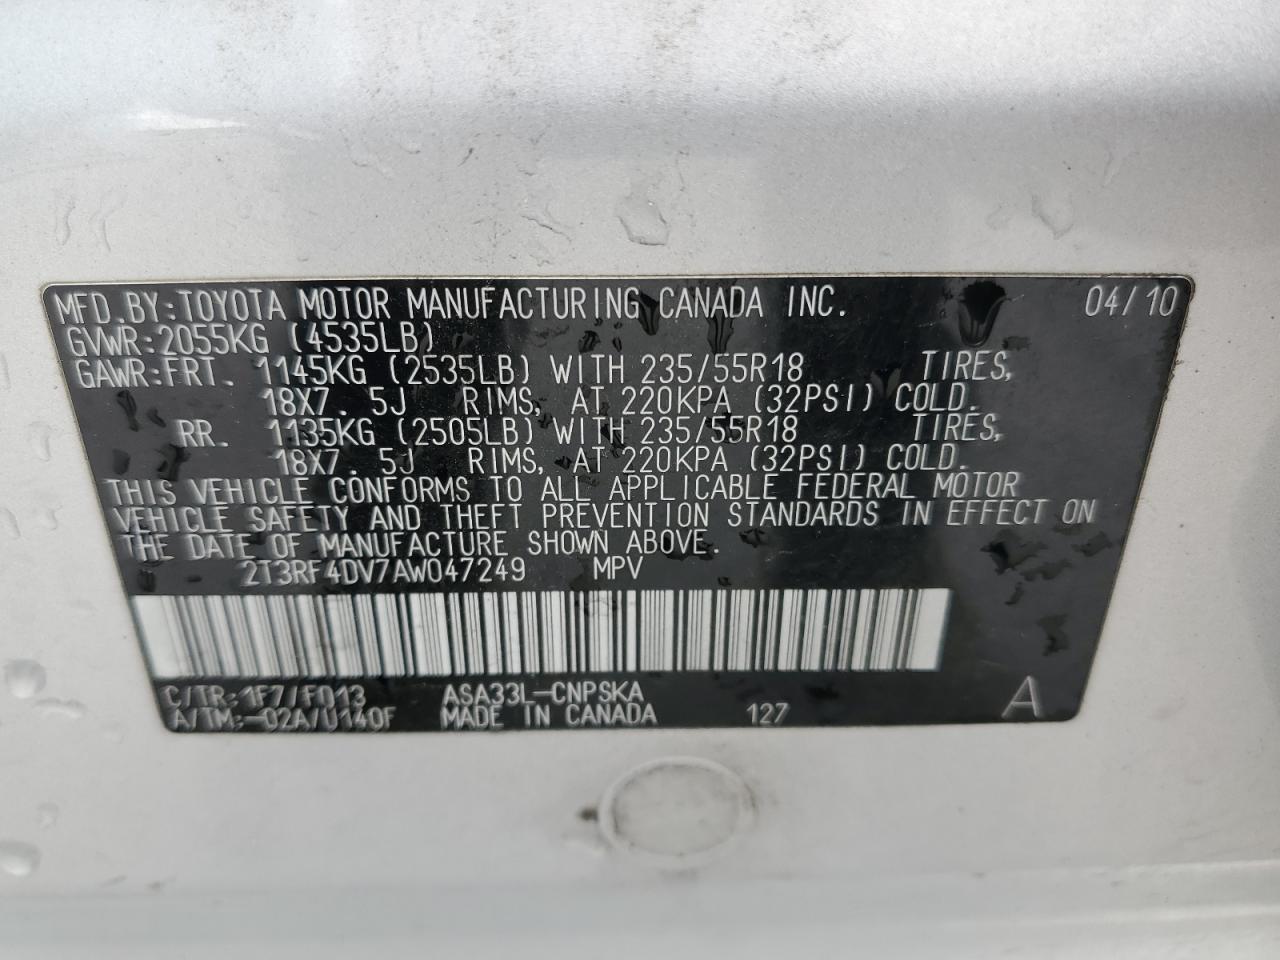 MFD.BY:TOYOTA MOTOR MANUFACTURING CANADA INC. 04/10
GVWR:2055KG (4535LB)
GAWR:FRT. 1145KG (2535LB) WITH 235/55R18 TIRES,
18X7. 5J RIMS, AT 220KPA (32PSI) COLD.
RR. 1135KG (2505LB) WITH 235/55R18 TIRES,
18X7. 5J RIMS, AT 220KPA (32PSI) COLD.
THIS VEHICLE CONFORMS TO ALL APPLICABLE FEDERAL MOTOR
VEHICLE SAFETY AND THEFT PREVENTION STANDARDS IN EFFECT ON
THE DATE OF MANUFACTURE SHOWN ABOVE.
2T3RF4DV7AW047249 MPV
C/TR:1F7/FQ13 ASA33L-CNPSKA
A/TM:-02A/U140F MADE IN CANADA 127 A